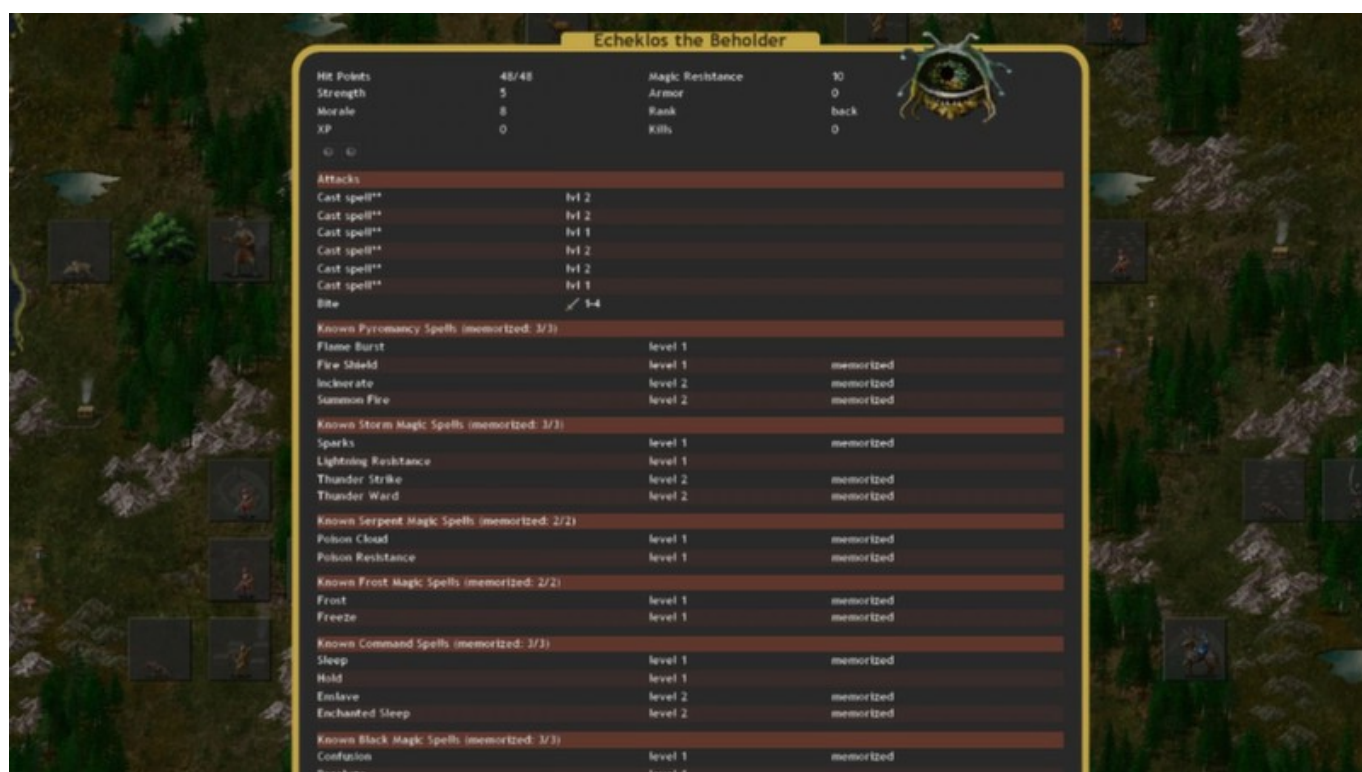 Echeklos the Beholder
Hit Points 48/48 Magic Resistance 10
Strength 5 Armor 0
Morale 8 Rank back
XP 0 Kills 0
Attacks
Cast spell** lvl 2
Cast spell** lvl 2
Cast spell** lvl 1
Cast spell** lvl 2
Cast spell** lvl 2
Cast spell** lvl 1
Bite 1-4
Known Pyromancy Spells (memorized: 3/3)
Flame Burst level 1
Fire Shield level 1 memorized
Incinerate level 2 memorized
Summon Fire level 2 memorized
Known Storm Magic Spells (memorized: 3/3)
Sparks level 1 memorized
Lightning Resistance level 1
Thunder Strike level 2 memorized
Thunder Ward level 2 memorized
Known Serpent Magic Spells (memorized: 2/2)
Poison Cloud level 1 memorized
Poison Resistance level 1 memorized
Known Frost Magic Spells (memorized: 2/2)
Frost level 1 memorized
Freeze level 1 memorized
Known Command Spells (memorized: 3/3)
Sleep level 1 memorized
Hold level 1
Enslave level 2 memorized
Enchanted Sleep level 2 memorized
Known Black Magic Spells (memorized: 3/3)
Confusion level 1 memorized